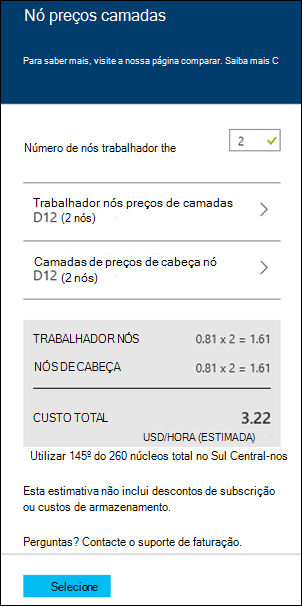 Nó preços camadas
Para saber mais, visite a nossa página comparar. Saiba mais C
Número de nós trabalhador the
2
Trabalhador nós preços de camadas
D12 (2 nós)
Camadas de preços de cabeça nó
D12 (2 nós)
TRABALHADOR NÓS 0.81 x 2 = 1.61
NÓS DE CABEÇA 0.81 x 2 = 1.61
CUSTO TOTAL 3.22
USD/HORA (ESTIMADA)
Utilizar 145º do 260 núcleos total no Sul Central-nos
Esta estimativa não inclui descontos de subscrição
ou custos de armazenamento.
Perguntas? Contacte o suporte de faturação.
Selecione